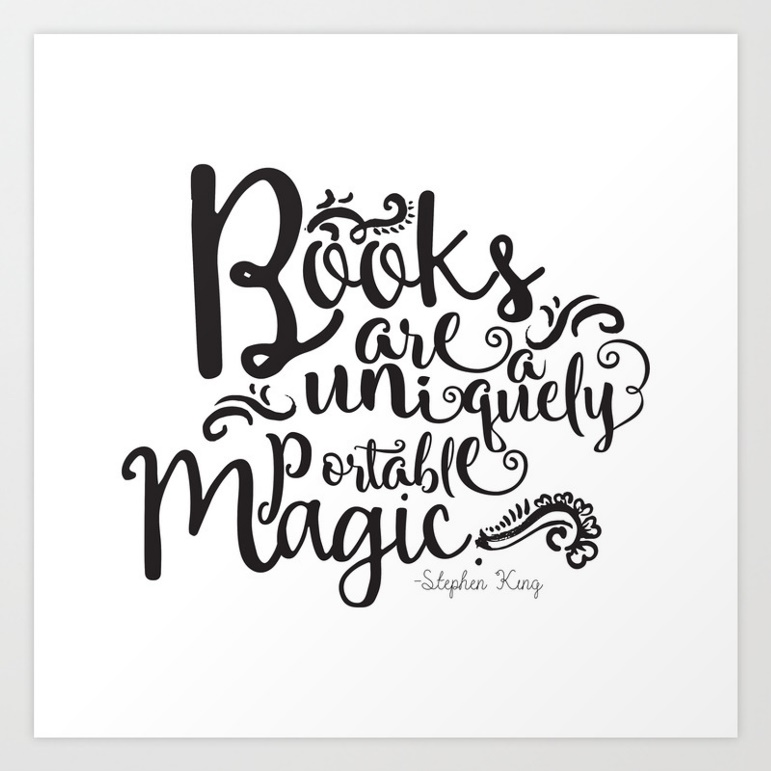 Books
are a
uniquely
Portable
Magic.
-Stephen King